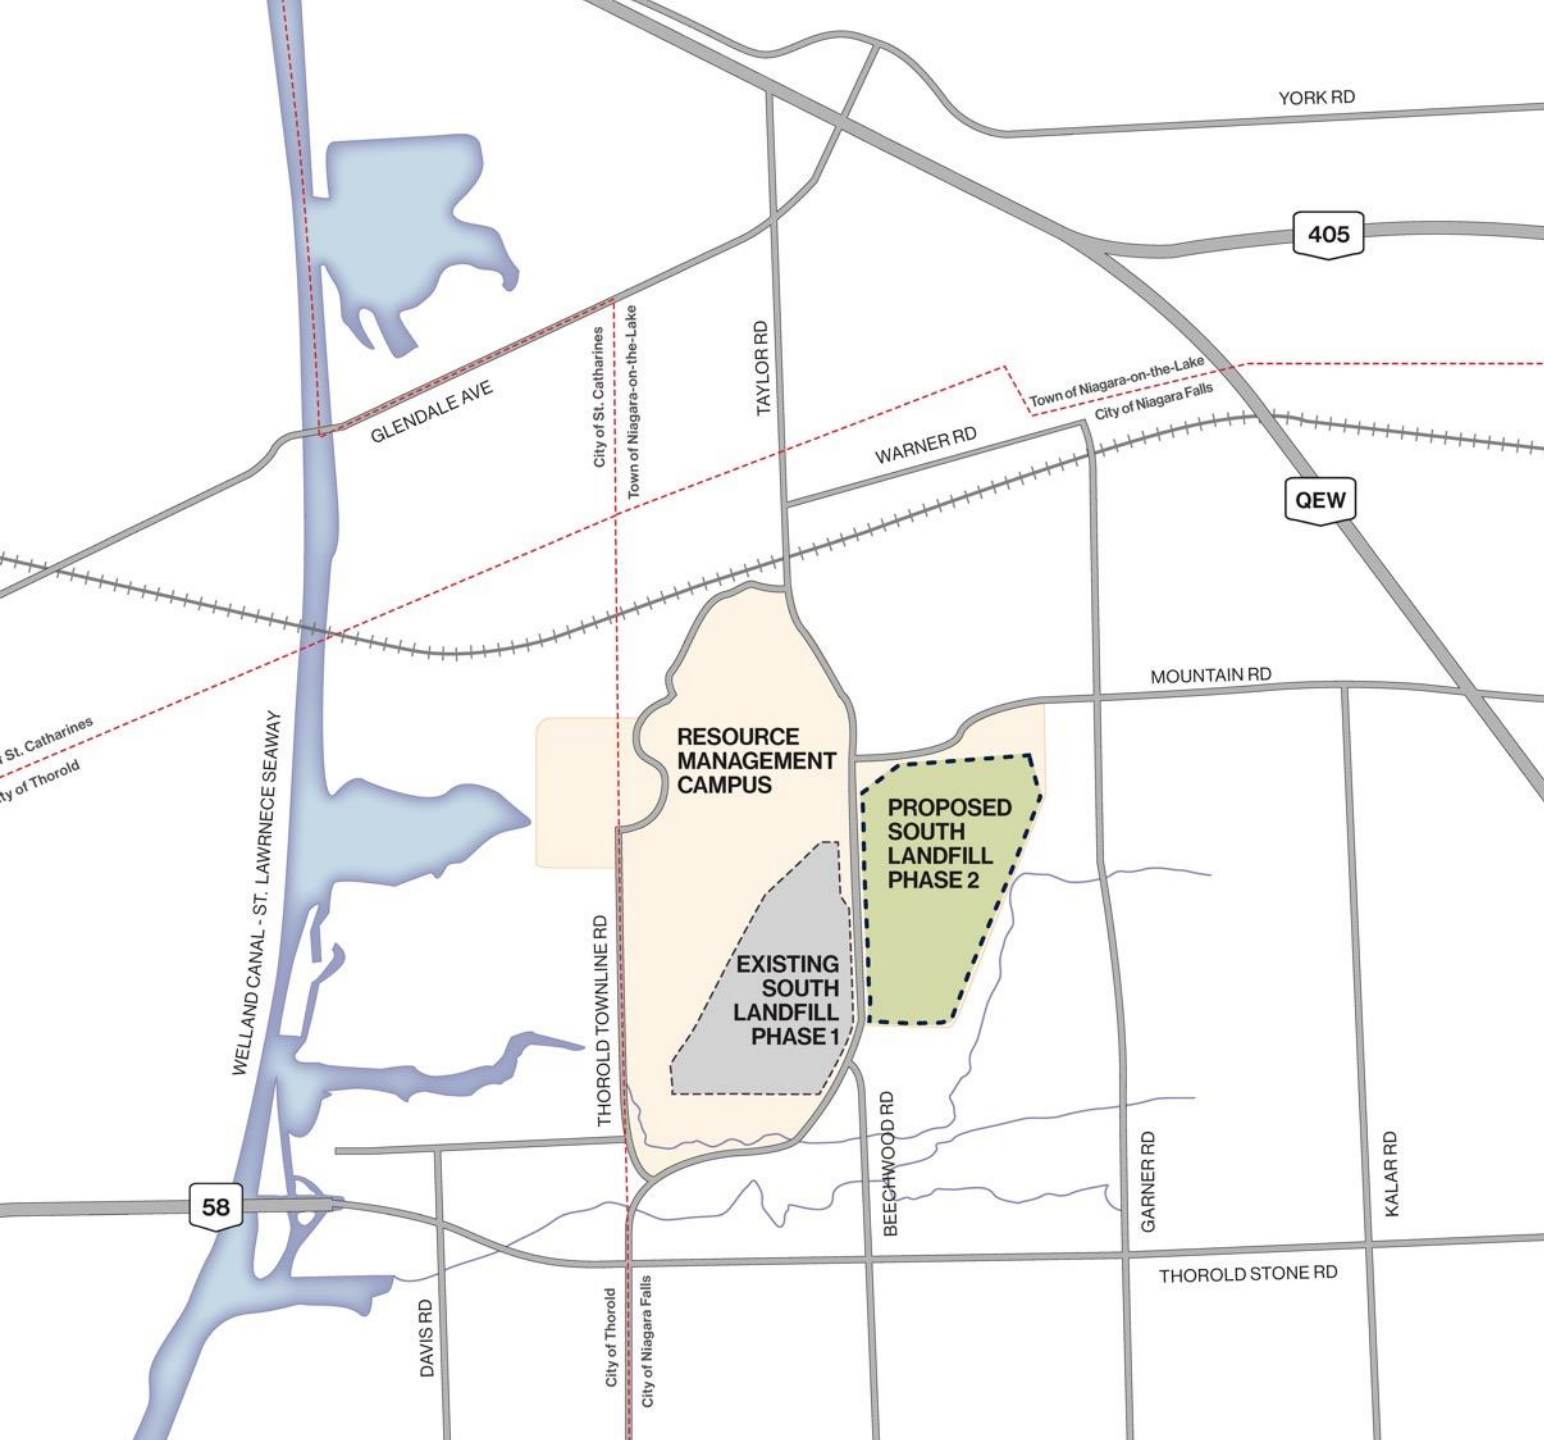 YORK RD
405
City of St. Catharines
Town of Niagara-on-the-Lake
TAYLOR RD
Town of Niagara-on-the-Lake
City of Niagara Falls
GLENDALE AVE
WARNER RD
QEW
MOUNTAIN RD
St. Catharines
ty of Thorold
WELLAND CANAL - ST. LAWRNECE SEAWAY
RESOURCE
MANAGEMENT
CAMPUS
PROPOSED
SOUTH
LANDFILL
PHASE 2
EXISTING
SOUTH
LANDFILL
PHASE 1
THOROLD TOWNLINE RD
BEECHWOOD RD
GARNER RD
KALAR RD
58
THOROLD STONE RD
DAVIS RD
City of Thorold
City of Niagara Falls